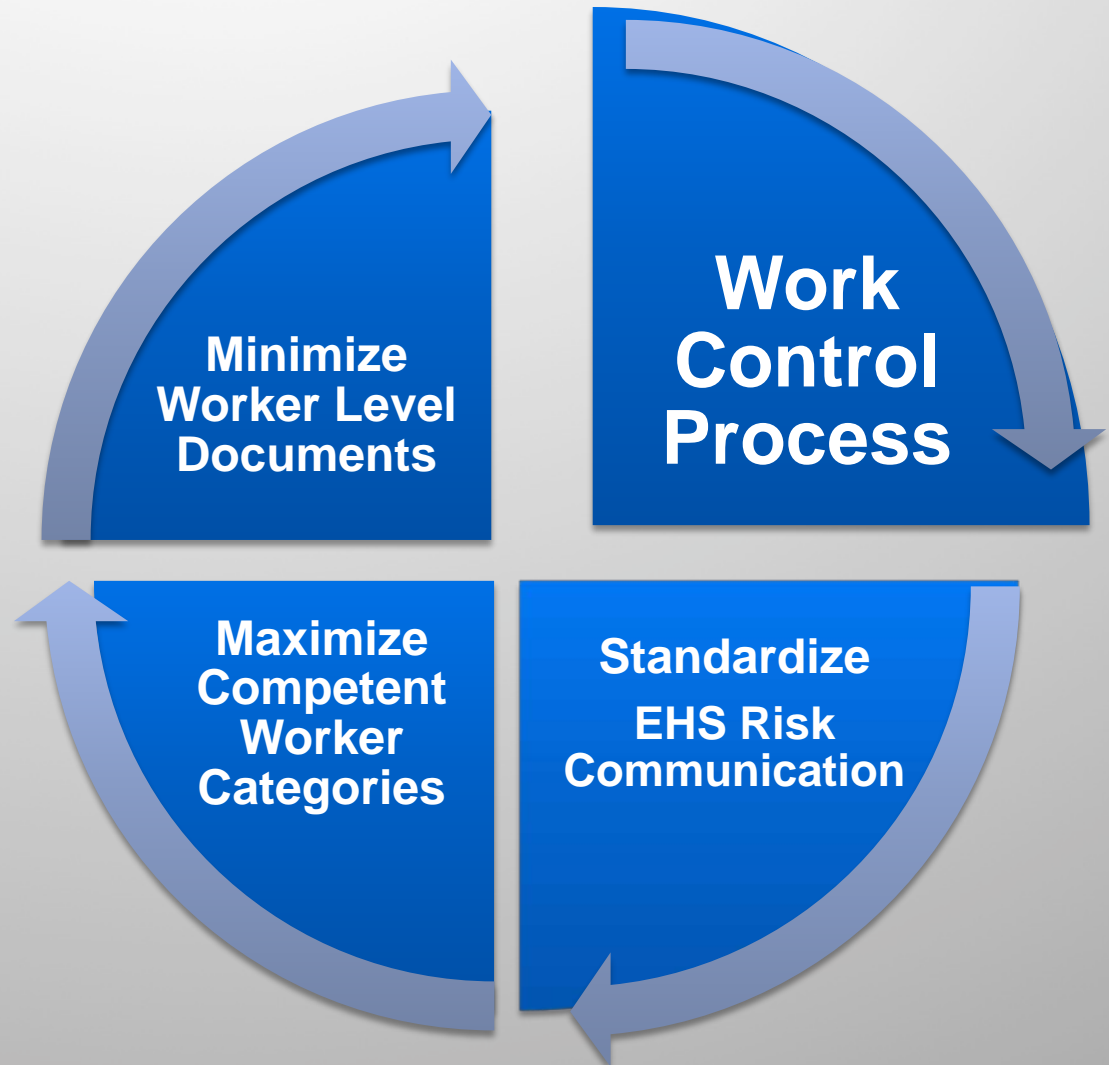 Work
Control
Process
Minimize
Worker Level
Documents
Maximize
Competent
Worker
Categories
Standardize
EHS Risk
Communication